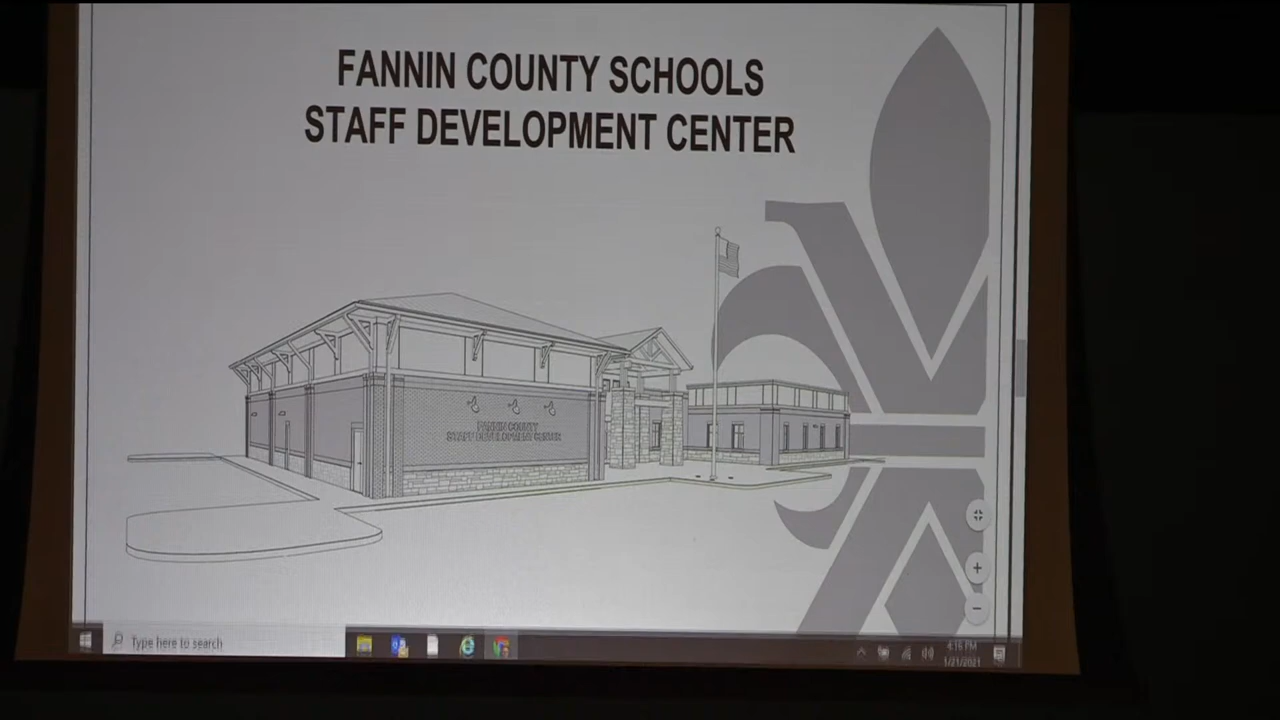 FANNIN COUNTY SCHOOLS
STAFF DEVELOPMENT CENTER
FANNIN COUNTY
STAFF DEVELOPMENT CENTER
Type here to search
4:16 PM
1/21/2021